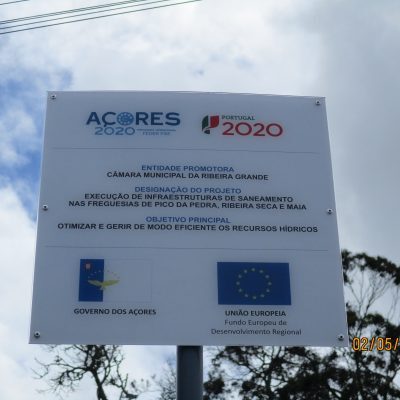 AÇORES
2020
PORTUGAL
2020
ENTIDADE PROMOTORA
CÂMARA MUNICIPAL DA RIBEIRA GRANDE
DESIGNAÇÃO DO PROJETO
EXECUÇÃO DE INFRAESTRUTURAS DE SANEAMENTO
NAS FREGUESIAS DE PICO DA PEDRA, RIBEIRA SECA E MAIA
OBJETIVO PRINCIPAL
OTIMIZAR E GERIR DE MODO EFICIENTE OS RECURSOS HÍDRICOS
GOVERNO DOS AÇORES
UNIÃO EUROPEIA
Fundo Europeu de
Desenvolvimento Regional
02/05/